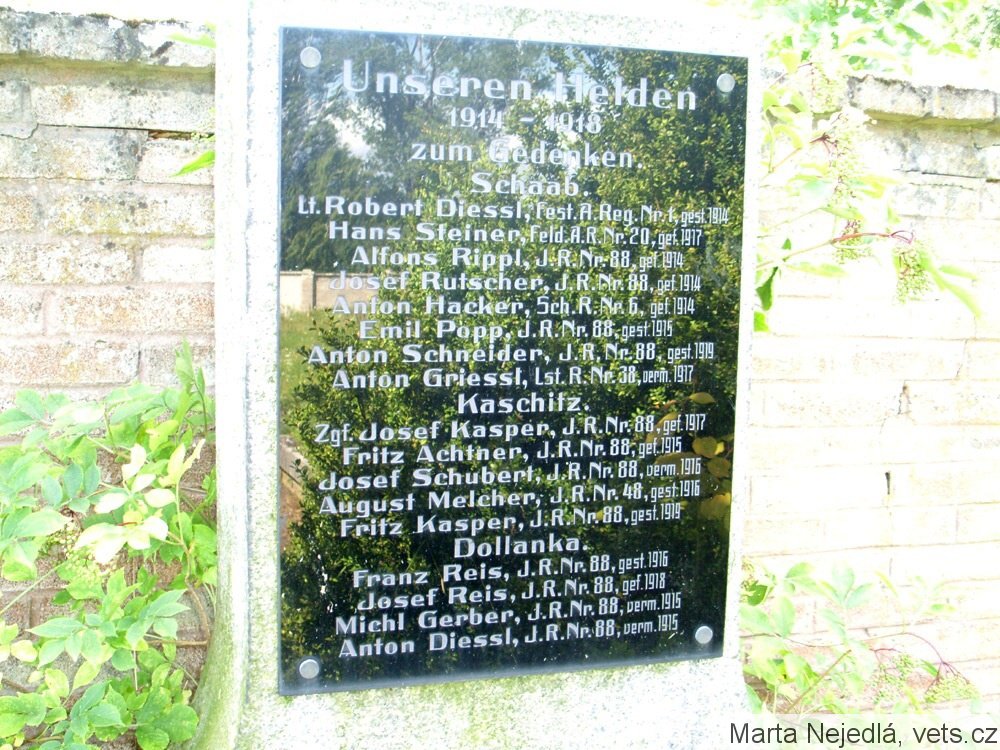 Unseren Helden
1914 - 1918
zum Gedenken.
Schaab.
Lt. Robert Diessl, Fest. A. Reg. Nr. 1, gest. 1914
Hans Steiner, Feld. A. R. Nr. 20, gef. 1917
Alfons Rippl, J. R. Nr. 88, gef. 1914
Josef Rutscher, J. R. Nr. 88, gef. 1914
Anton Hacker, Sch. R. Nr. 6, gef. 1914
Emil Popp, J. R. Nr. 88, gest. 1915
Anton Schneider, J. R. Nr. 88, gest. 1919
Anton Griessl, Lst. R. Nr. 38, verm. 1917
Kaschitz.
Zgf. Josef Kasper, J. R. Nr. 88, gef. 1917
Fritz Achtner, J. R. Nr. 88, gef. 1915
Josef Schubert, J. R. Nr. 88, verm. 1916
August Melcher, J. R. Nr. 48, gest. 1916
Fritz Kasper, J. R. Nr. 88, gest. 1919
Dollanka.
Franz Reis, J. R. Nr. 88, gest. 1916
Josef Reis, J. R. Nr. 88, gef. 1918
Michl Gerber, J. R. Nr. 88, verm. 1915
Anton Diessl, J. R. Nr. 88, verm. 1915
Marta Nejedlá, vets.cz